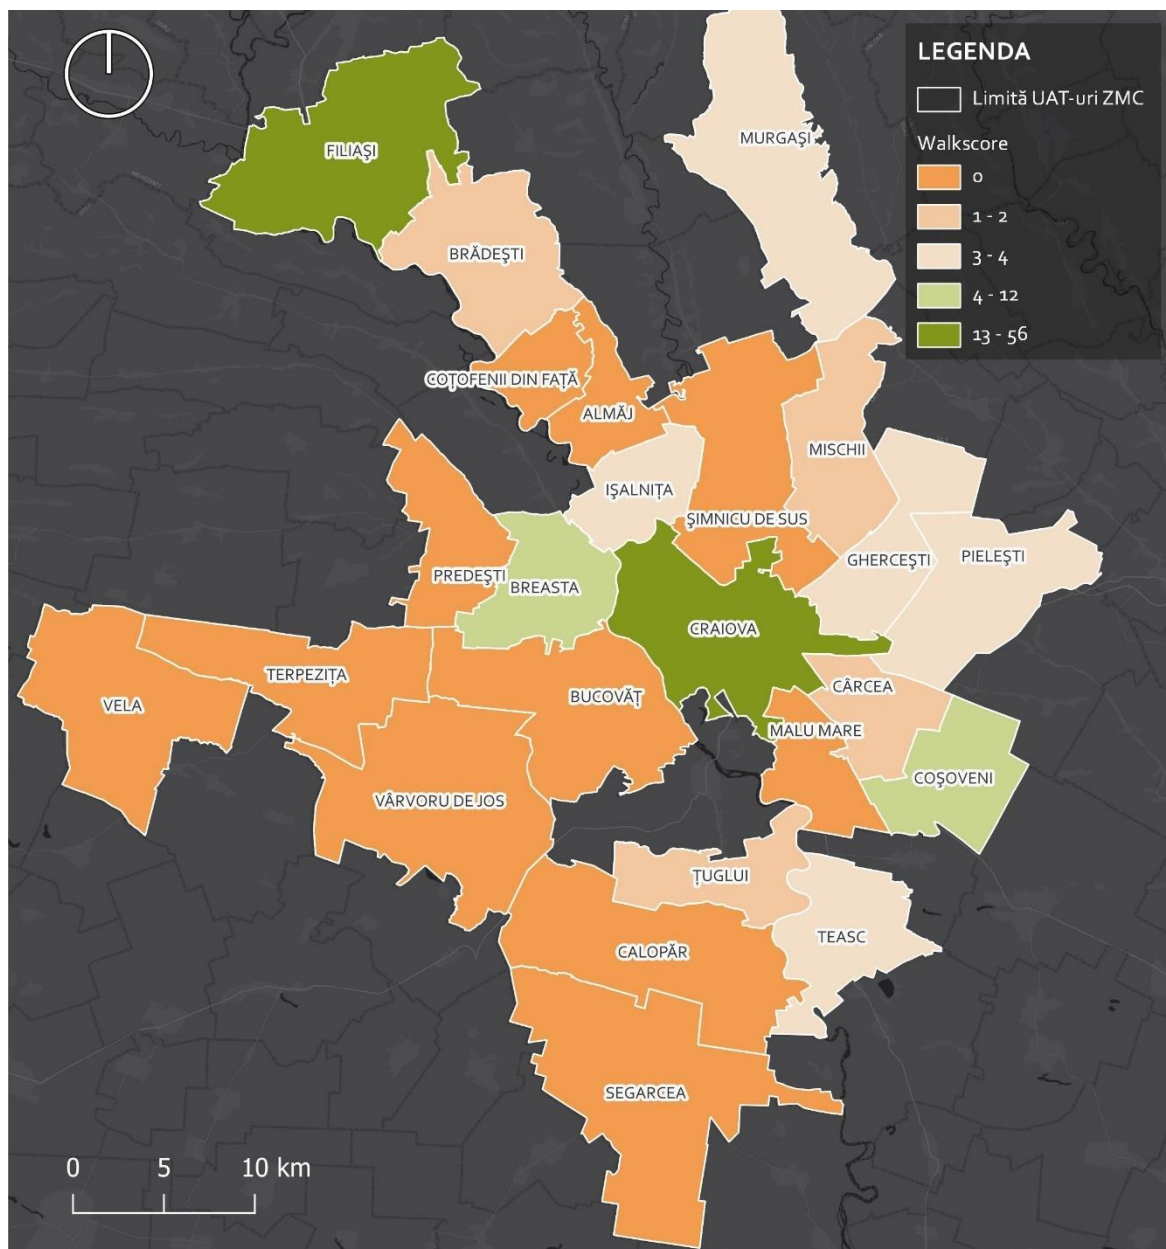 LEGENDA
Limită UAT-uri ZMC
Walkscore
0
1 - 2
3 - 4
4 - 12
13 - 56
MURGAŞI
FILIAŞI
BRĂDEŞTI
COŢOFENII DIN FAŢĂ
ALMĂJ
MISCHII
IŞALNIŢA
ŞIMNICU DE SUS
GHERCEŞTI
PIELEŞTI
PREDEŞTI
BREASTA
CRAIOVA
TERPEZIŢA
CÂRCEA
BUCOVĂŢ
VELA
MALU MARE
COŞOVENI
VÂRVORU DE JOS
ŢUGLUI
TEASC
CALOPĂR
SEGARCEA
0 5 10 km